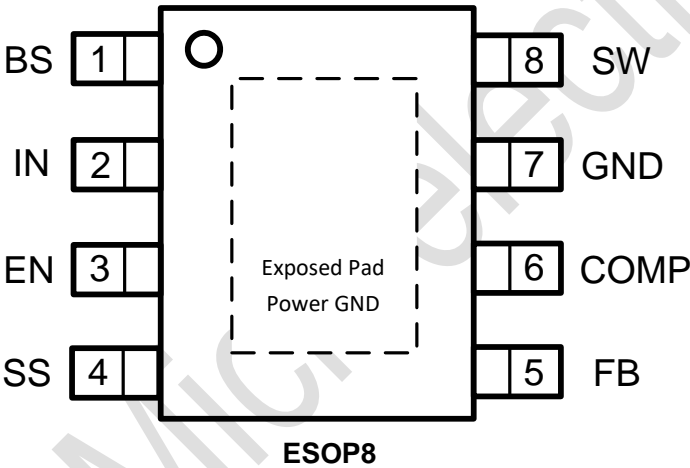 BS 1 8 SW
IN 2 7 GND
EN 3 6 COMP
Exposed Pad
Power GND
SS 4 5 FB
ESOP8